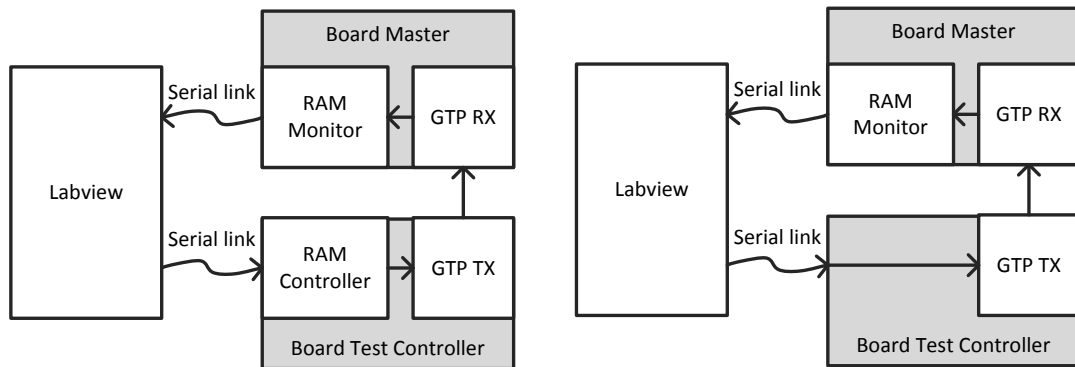 Board Master
Serial link
RAM
Monitor
GTP RX
Labview
Serial link
RAM
Controller
GTP TX
Board Test Controller
Board Master
Serial link
RAM
Monitor
GTP RX
Labview
Serial link
GTP TX
Board Test Controller